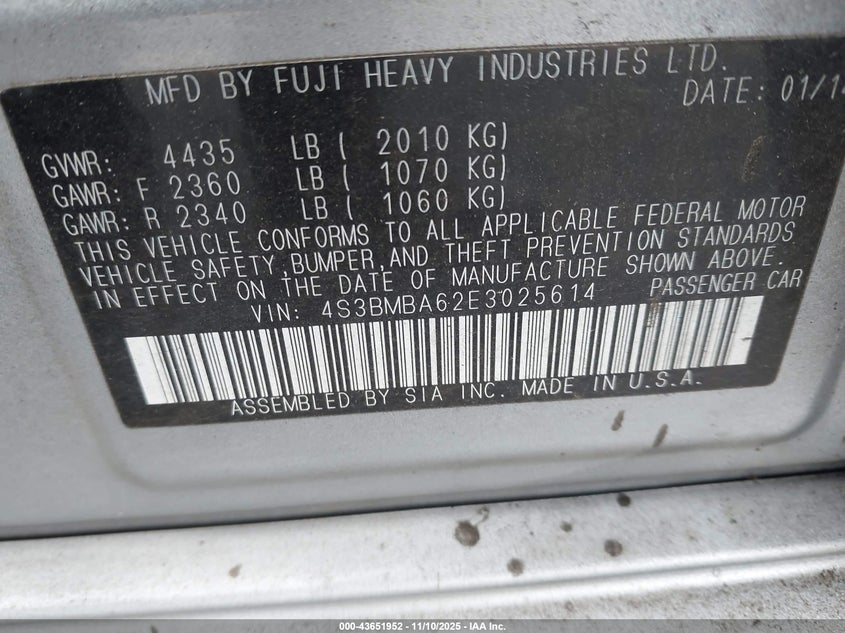 MFD BY FUJI HEAVY INDUSTRIES LTD.
DATE: 01/14
GVWR: 4435 LB ( 2010 KG)
GAWR: F 2360 LB ( 1070 KG)
GAWR: R 2340 LB ( 1060 KG)
THIS VEHICLE CONFORMS TO ALL APPLICABLE FEDERAL MOTOR
VEHICLE SAFETY,BUMPER,AND THEFT PREVENTION STANDARDS
IN EFFECT ON THE DATE OF MANUFACTURE SHOWN ABOVE.
VIN: 4S3BMBA62E3025614 PASSENGER CAR
ASSEMBLED BY SIA INC. MADE IN U.S.A.
000-43651952 — 11/10/2025 — IAA Inc.